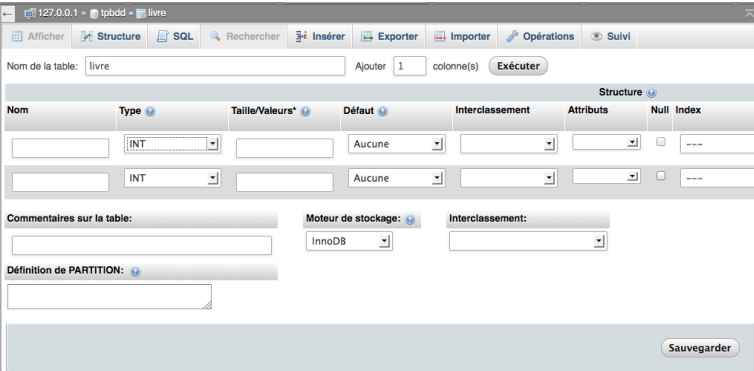 127.0.0.1 » tpbdd » livre
Afficher Structure SQL Rechercher Insérer Exporter Importer Opérations Suivi
Nom de la table: livre Ajouter 1 colonne(s) Exécuter
Structure
Nom Type Taille/Valeurs* Défaut Interclassement Attributs Null Index
INT Aucune ---
INT Aucune ---
Commentaires sur la table: Moteur de stockage: Interclassement:
InnoDB
Définition de PARTITION:
Sauvegarder